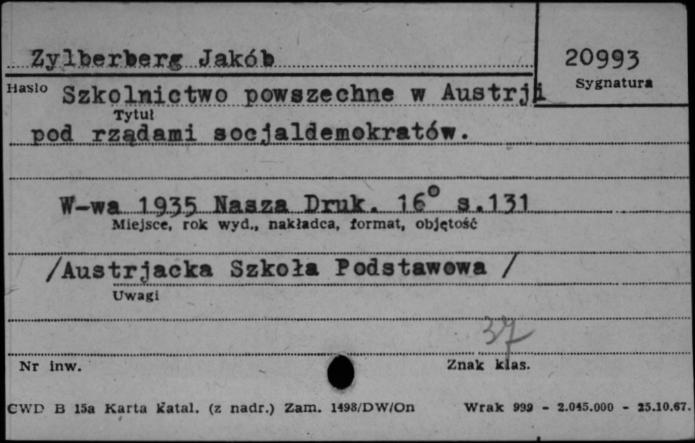 Zylberberg Jakób
20993
Hasło
Sygnatura
Szkolnictwo powszechne w Austrji
Tytuł
pod rządami socjaldemokratów.
W-wa 1935 Nasza Druk. 16° s.131
Miejsce, rok wyd., nakładca, format, objętość
/Austrjacka Szkoła Podstawowa /
Uwagi
37
Nr inw.
Znak klas.
CWD B 15a Karta katal. (z nadr.) Zam. 1498/DW/On Wrak 999 - 2.045.000 - 25.10.67.